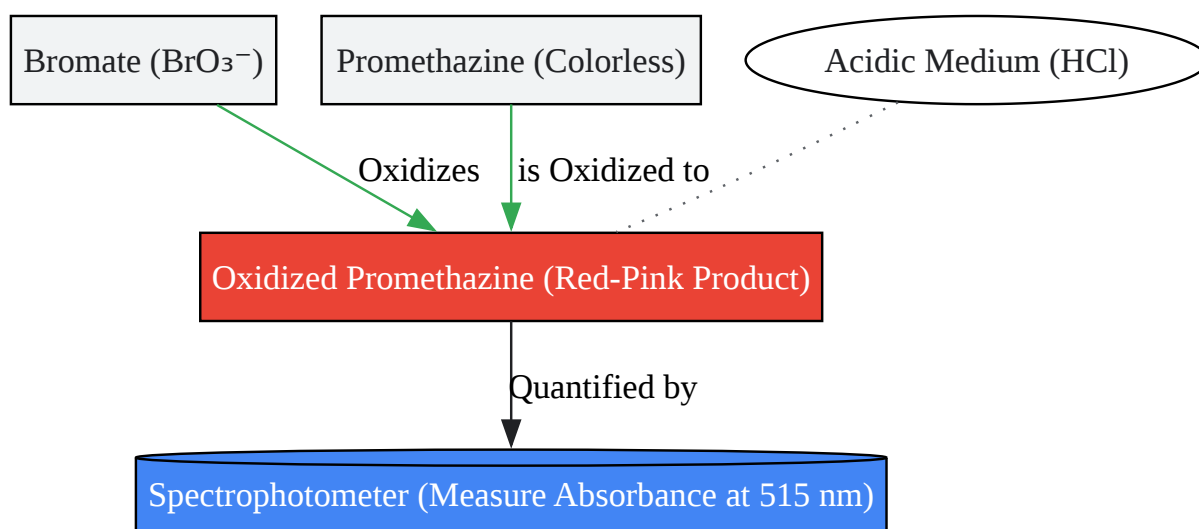 Bromate (BrO₃⁻)
Promethazine (Colorless)
Acidic Medium (HCl)
Oxidizes
is Oxidized to
Oxidized Promethazine (Red-Pink Product)
Quantified by
Spectrophotometer (Measure Absorbance at 515 nm)